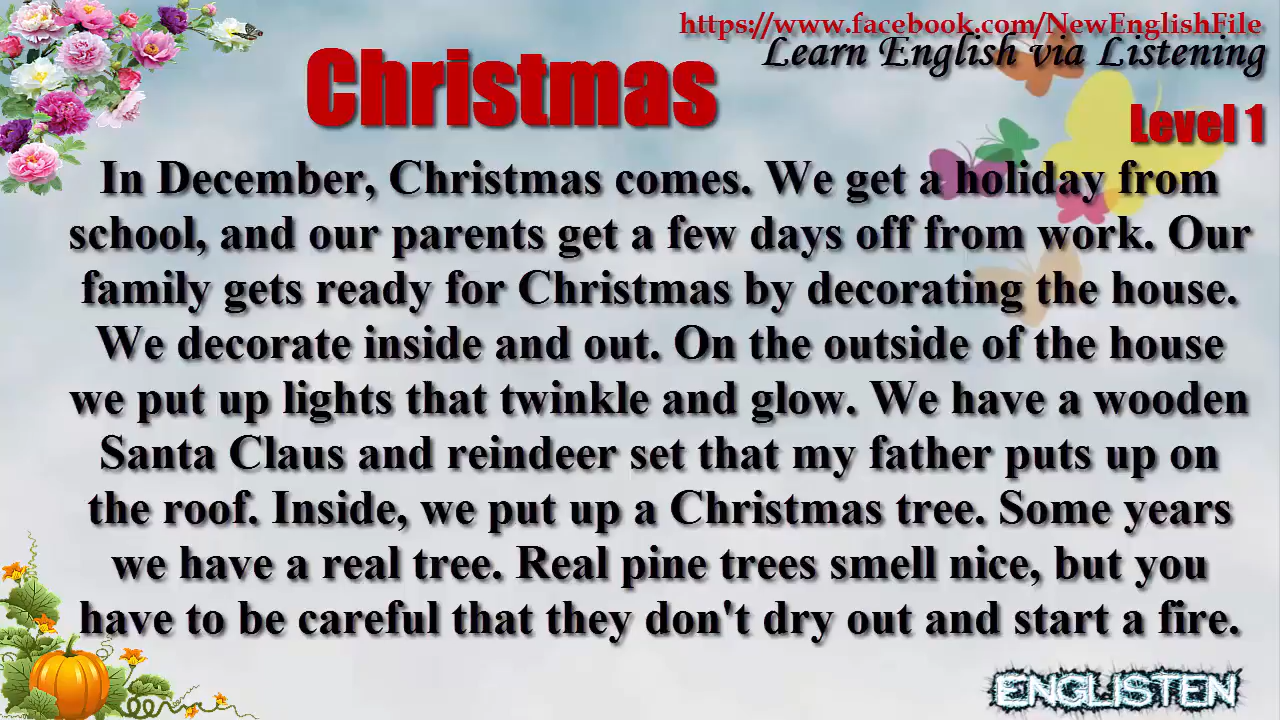 https://www.facebook.com/NewEnglishFile
Learn English via Listening
Christmas
Level 1
In December, Christmas comes. We get a holiday from
school, and our parents get a few days off from work. Our
family gets ready for Christmas by decorating the house.
We decorate inside and out. On the outside of the house
we put up lights that twinkle and glow. We have a wooden
Santa Claus and reindeer set that my father puts up on
the roof. Inside, we put up a Christmas tree. Some years
we have a real tree. Real pine trees smell nice, but you
have to be careful that they don't dry out and start a fire.
ENGLISTEN